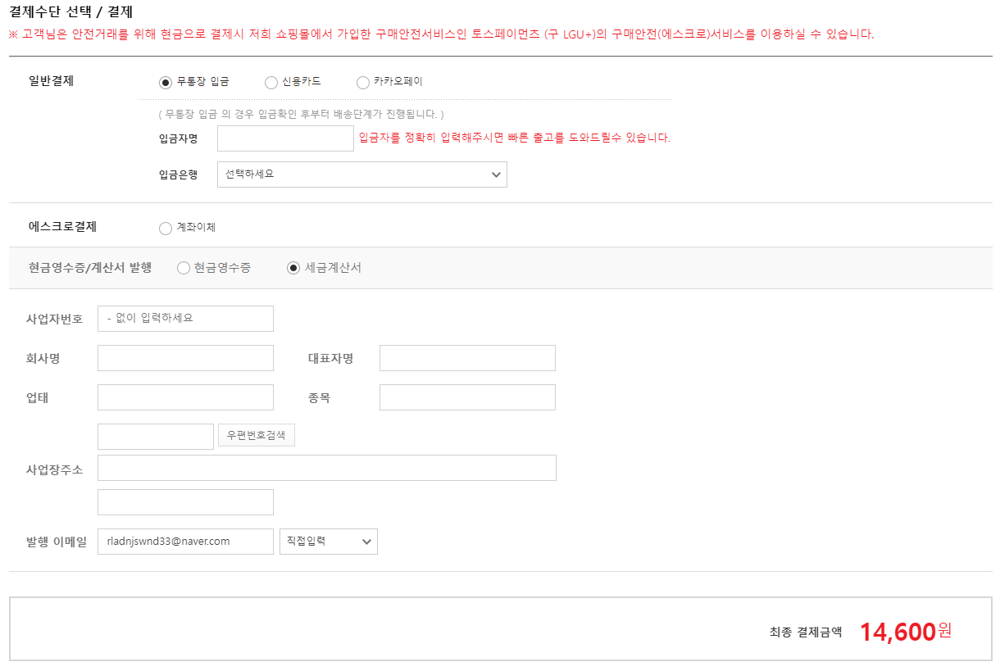 결제수단 선택 / 결제
※ 고객님은 안전거래를 위해 현금으로 결제시 저희 쇼핑몰에서 가입한 구매안전서비스인 토스페이먼츠 (구 LGU+)의 구매안전(에스크로)서비스를 이용하실 수 있습니다.
일반결제 무통장 입금 신용카드 카카오페이
( 무통장 입금 의 경우 입금확인 후부터 배송단계가 진행됩니다. )
입금자명 입금자를 정확히 입력해주시면 빠른 출고를 도와드릴수 있습니다.
입금은행 선택하세요
에스크로결제 계좌이체
현금영수증/계산서 발행 현금영수증 세금계산서
사업자번호 - 없이 입력하세요
회사명 대표자명
업태 종목
우편번호검색
사업장주소
발행 이메일 rladnjswnd33@naver.com 직접입력
최종 결제금액 14,600원